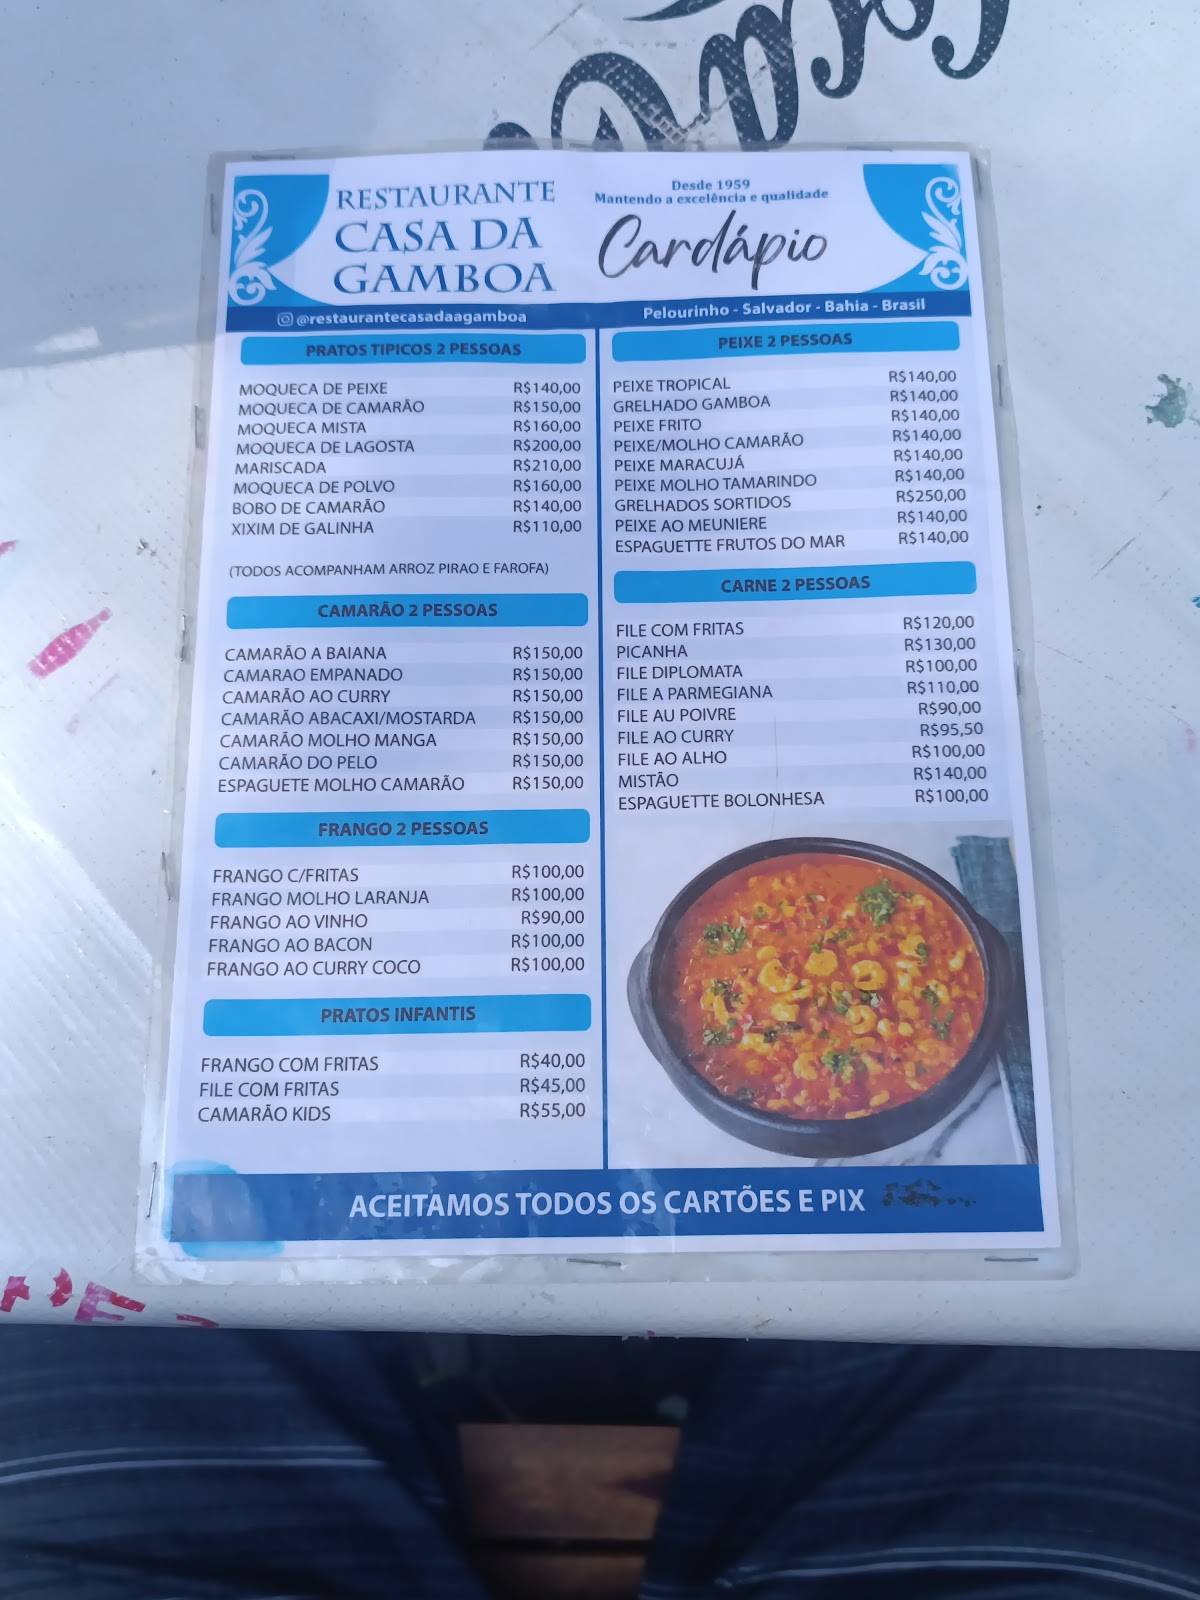 RESTAURANTE
CASA DA
GAMBOA
Desde 1959
Mantendo a excelência e qualidade
Cardápio
@restaurantecasadaagamboa
Pelourinho - Salvador - Bahia - Brasil
PRATOS TIPICOS 2 PESSOAS
MOQUECA DE PEIXE R$140,00
MOQUECA DE CAMARÃO R$150,00
MOQUECA MISTA R$160,00
MOQUECA DE LAGOSTA R$200,00
MARISCADA R$210,00
MOQUECA DE POLVO R$160,00
BOBO DE CAMARÃO R$140,00
XIXIM DE GALINHA R$110,00
(TODOS ACOMPANHAM ARROZ PIRAO E FAROFA)
CAMARÃO 2 PESSOAS
CAMARÃO A BAIANA R$150,00
CAMARAO EMPANADO R$150,00
CAMARÃO AO CURRY R$150,00
CAMARÃO ABACAXI/MOSTARDA R$150,00
CAMARÃO MOLHO MANGA R$150,00
CAMARÃO DO PELO R$150,00
ESPAGUETE MOLHO CAMARÃO R$150,00
FRANGO 2 PESSOAS
FRANGO C/FRITAS R$100,00
FRANGO MOLHO LARANJA R$100,00
FRANGO AO VINHO R$90,00
FRANGO AO BACON R$100,00
FRANGO AO CURRY COCO R$100,00
PRATOS INFANTIS
FRANGO COM FRITAS R$40,00
FILE COM FRITAS R$45,00
CAMARÃO KIDS R$55,00
PEIXE 2 PESSOAS
PEIXE TROPICAL R$140,00
GRELHADO GAMBOA R$140,00
PEIXE FRITO R$140,00
PEIXE/MOLHO CAMARÃO R$140,00
PEIXE MARACUJÁ R$140,00
PEIXE MOLHO TAMARINDO R$140,00
GRELHADOS SORTIDOS R$250,00
PEIXE AO MEUNIERE R$140,00
ESPAGUETTE FRUTOS DO MAR R$140,00
CARNE 2 PESSOAS
FILE COM FRITAS R$120,00
PICANHA R$130,00
FILE DIPLOMATA R$100,00
FILE A PARMEGIANA R$110,00
FILE AU POIVRE R$90,00
FILE AO CURRY R$95,50
FILE AO ALHO R$100,00
MISTÃO R$140,00
ESPAGUETTE BOLONHESA R$100,00
ACEITAMOS TODOS OS CARTÕES E PIX